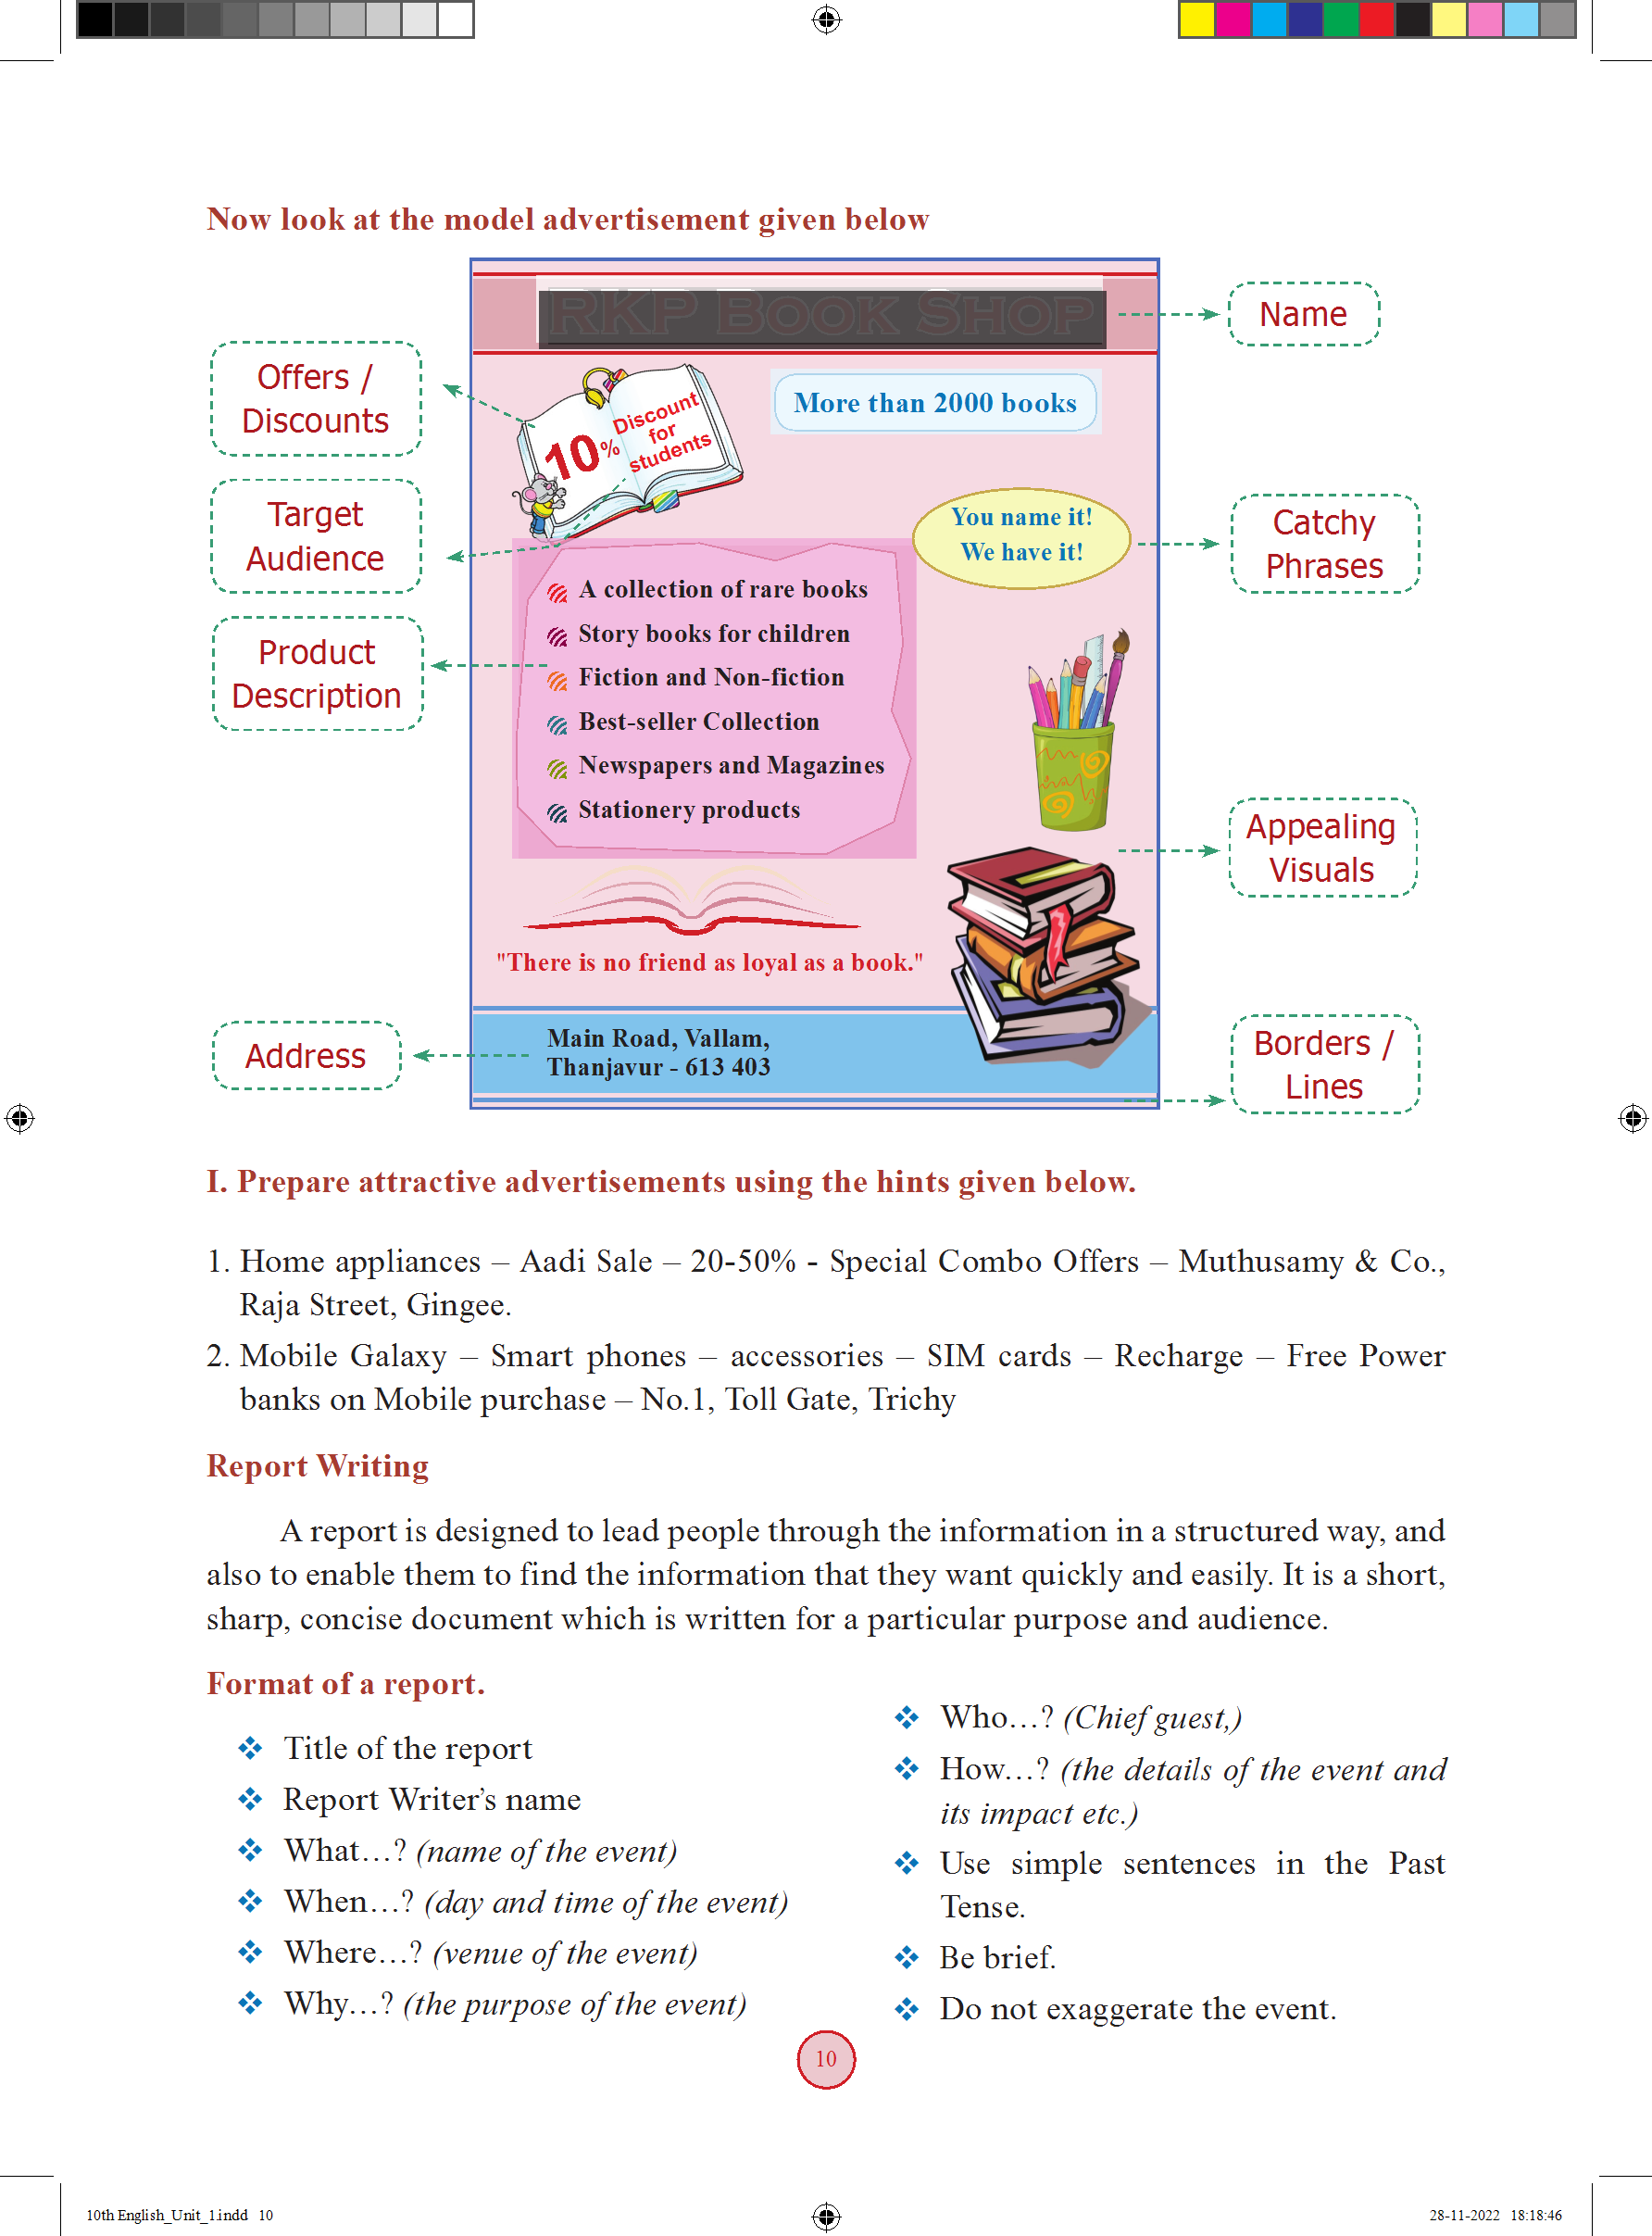 Now look at the model advertisement given below
RKP Book Shop
Name
Offers /
Discounts
10% Discount
for
students
More than 2000 books
Target
Audience
You name it!
We have it!
Catchy
Phrases
Product
Description
A collection of rare books
Story books for children
Fiction and Non-fiction
Best-seller Collection
Newspapers and Magazines
Stationery products
Appealing
Visuals
"There is no friend as loyal as a book."
Address
Main Road, Vallam,
Thanjavur - 613 403
Borders /
Lines
I. Prepare attractive advertisements using the hints given below.
1. Home appliances – Aadi Sale – 20-50% - Special Combo Offers – Muthusamy & Co.,
Raja Street, Gingee.
2. Mobile Galaxy – Smart phones – accessories – SIM cards – Recharge – Free Power
banks on Mobile purchase – No.1, Toll Gate, Trichy
Report Writing
A report is designed to lead people through the information in a structured way, and
also to enable them to find the information that they want quickly and easily. It is a short,
sharp, concise document which is written for a particular purpose and audience.
Format of a report.
❖ Title of the report
❖ Report Writer’s name
❖ What…? (name of the event)
❖ When…? (day and time of the event)
❖ Where…? (venue of the event)
❖ Why…? (the purpose of the event)
❖ Who…? (Chief guest,)
❖ How…? (the details of the event and
its impact etc.)
❖ Use simple sentences in the Past
Tense.
❖ Be brief.
❖ Do not exaggerate the event.
10
10th English_Unit_1.indd 10
28-11-2022 18:18:46